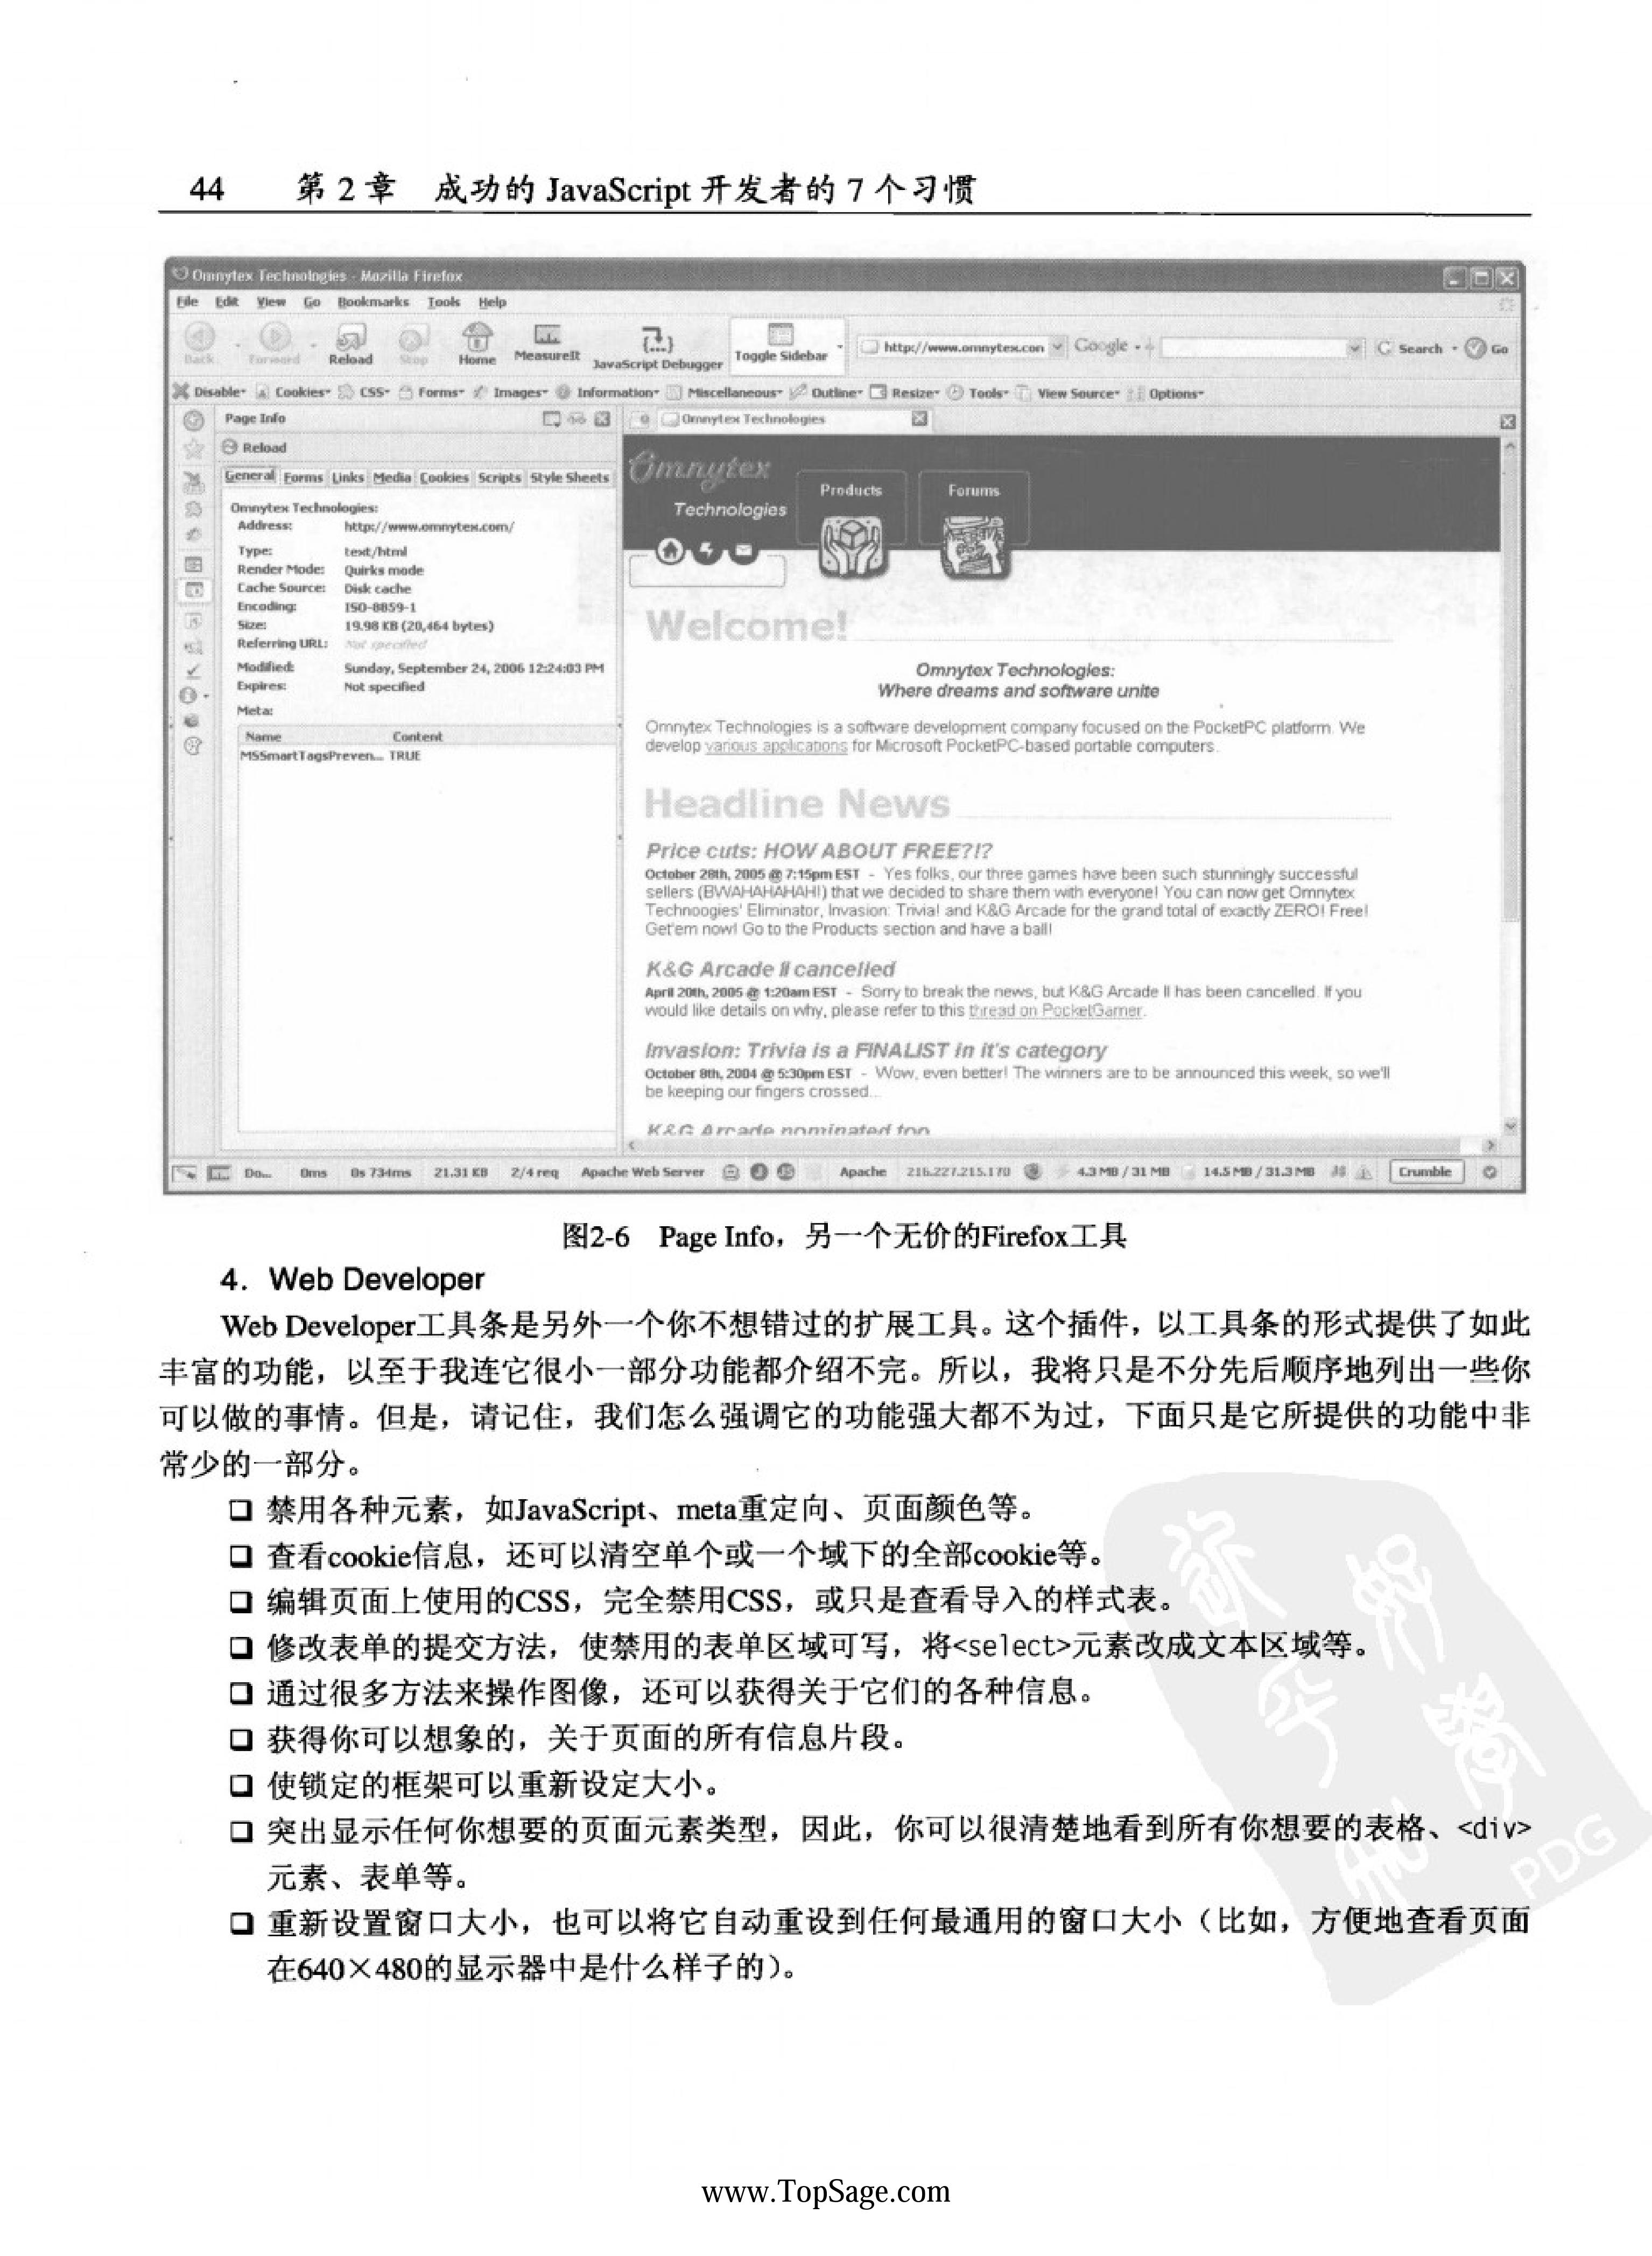 44 第 2 章 成功的 JavaScript 开发者的 7 个习惯
Omnytex Technologies - Mozilla Firefox
File Edit View Go Bookmarks Tools Help
Back Forward Reload Stop Home MeasureIt JavaScript Debugger Toggle Sidebar http://www.omnytex.con Google Search Go
Disable Cookies CSS Forms Images Information Miscellaneous Outline Resize Tools View Source Options
Page Info
Omnytex Technologies
Reload
General Forms Links Media Cookies Scripts Style Sheets
Omnytex Technologies:
Address: http://www.omnytex.com/
Type: text/html
Render Mode: Quirks mode
Cache Source: Disk cache
Encoding: ISO-8859-1
Size: 19.98 KB (20,464 bytes)
Referring URL: Not specified
Modified: Sunday, September 24, 2006 12:24:03 PM
Expires: Not specified
Meta:
Name Content
MSSmartTagsPreven... TRUE
Omnytex
Technologies
Products Forums
Welcome!
Omnytex Technologies:
Where dreams and software unite
Omnytex Technologies is a software development company focused on the PocketPC platform. We
develop various applications for Microsoft PocketPC-based portable computers.
Headline News
Price cuts: HOW ABOUT FREE?!?
October 28th, 2005 @ 7:15pm EST - Yes folks, our three games have been such stunningly successful
sellers (BWAHAHAHAH!) that we decided to share them with everyone! You can now get Omnytex
Technoogies' Eliminator, Invasion: Trivia! and K&G Arcade for the grand total of exactly ZERO! Free!
Get'em now! Go to the Products section and have a ball!
K&G Arcade II cancelled
April 20th, 2005 @ 1:20am EST - Sorry to break the news, but K&G Arcade II has been cancelled. If you
would like details on why, please refer to this thread on PocketGamer.
Invasion: Trivia is a FINALIST in it's category
October 8th, 2004 @ 5:30pm EST - Wow, even better! The winners are to be announced this week, so we'll
be keeping our fingers crossed...
K&G Arcade nominated too
Do... 0ms 0s 734ms 21.31 KB 2/4 req Apache Web Server Apache 216.227.215.170 4.3 MB / 31 MB 14.5 MB / 31.3 MB Crumble
图2-6 Page Info，另一个无价的Firefox工具
4. Web Developer
Web Developer工具条是另外一个你不想错过的扩展工具。这个插件，以工具条的形式提供了如此
丰富的功能，以至于我连它很小一部分功能都介绍不完。所以，我将只是不分先后顺序地列出一些你
可以做的事情。但是，请记住，我们怎么强调它的功能强大都不为过，下面只是它所提供的功能中非
常少的一部分。
❏ 禁用各种元素，如JavaScript、meta重定向、页面颜色等。
❏ 查看cookie信息，还可以清空单个或一个域下的全部cookie等。
❏ 编辑页面上使用的CSS，完全禁用CSS，或只是查看导入的样式表。
❏ 修改表单的提交方法，使禁用的表单区域可写，将<select>元素改成文本区域等。
❏ 通过很多方法来操作图像，还可以获得关于它们的各种信息。
❏ 获得你可以想象的，关于页面的所有信息片段。
❏ 使锁定的框架可以重新设定大小。
❏ 突出显示任何你想要的页面元素类型，因此，你可以很清楚地看到所有你想要的表格、<div>
元素、表单等。
❏ 重新设置窗口大小，也可以将它自动重设到任何最通用的窗口大小（比如，方便地查看页面
在640×480的显示器中是什么样子的）。
PDG
www.TopSage.com